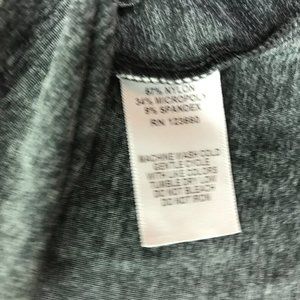 57% NYLON
34% MICROPOLY
9% SPANDEX
RN 123660
MACHINE WASH COLD
GENTLE CYCLE
WITH LIKE COLORS
TUMBLE DRY LOW
DO NOT BLEACH
DO NOT IRON